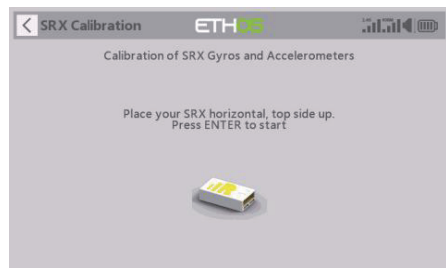 SRX Calibration
ETHOS
Calibration of SRX Gyros and Accelerometers
Place your SRX horizontal, top side up.
Press ENTER to start